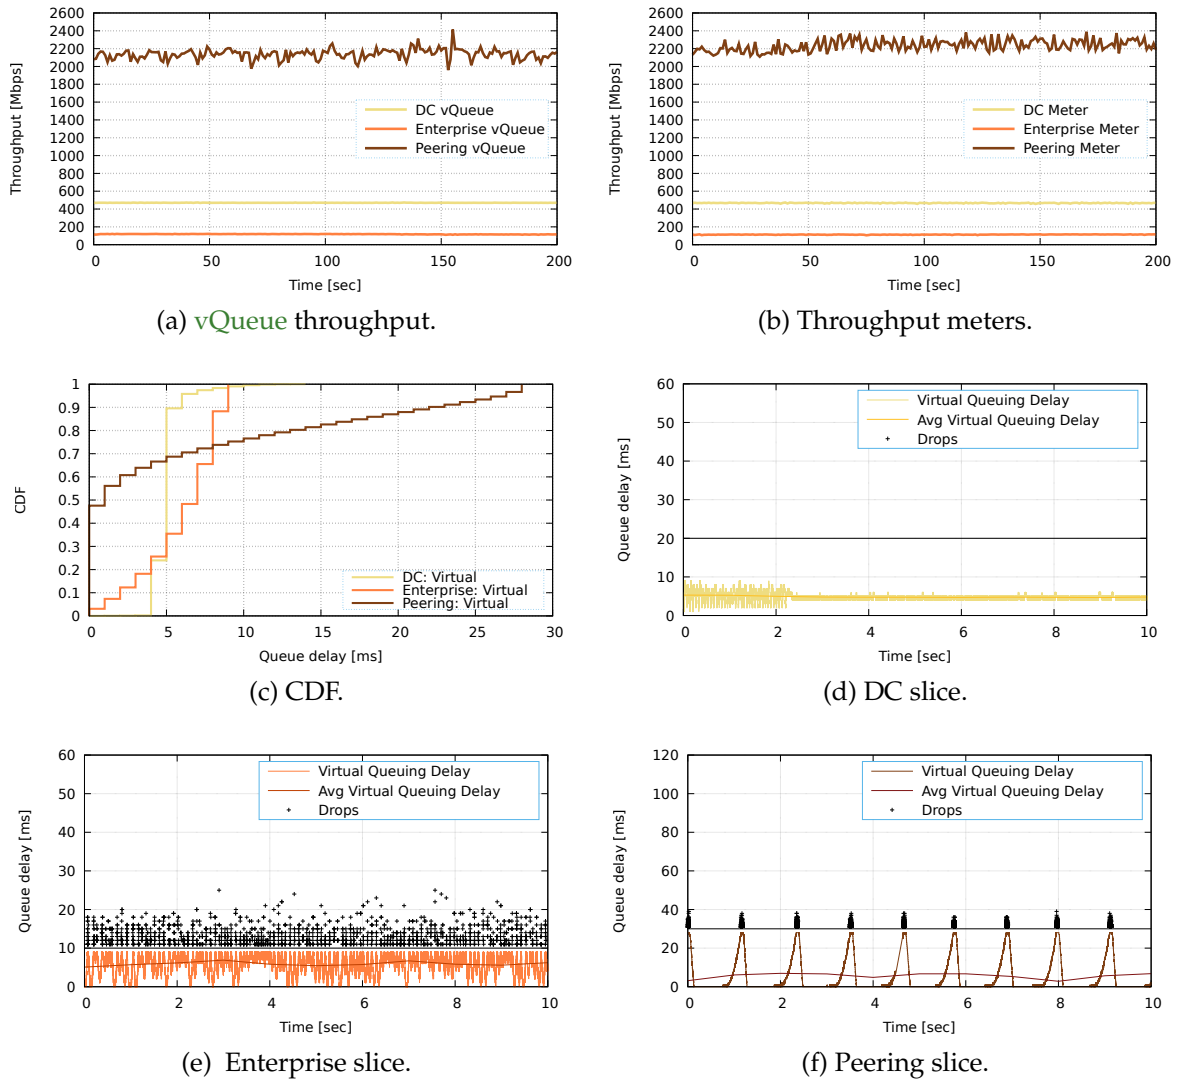 2600
2400
2200
2000
1800
1600
1400
1200
1000
800
600
400
200
0
Throughput [Mbps]
DC vQueue
Enterprise vQueue
Peering vQueue
0 50 100 150 200
Time [sec]
(a) vQueue throughput.
2600
2400
2200
2000
1800
1600
1400
1200
1000
800
600
400
200
0
Throughput [Mbps]
DC Meter
Enterprise Meter
Peering Meter
0 50 100 150 200
Time [sec]
(b) Throughput meters.
1
0.9
0.8
0.7
0.6
0.5
0.4
0.3
0.2
0.1
0
CDF
DC: Virtual
Enterprise: Virtual
Peering: Virtual
0 5 10 15 20 25 30
Queue delay [ms]
(c) CDF.
60
50
40
30
20
10
0
Queue delay [ms]
Virtual Queuing Delay
Avg Virtual Queuing Delay
Drops
0 2 4 6 8 10
Time [sec]
(d) DC slice.
60
50
40
30
20
10
0
Queue delay [ms]
Virtual Queuing Delay
Avg Virtual Queuing Delay
Drops
0 2 4 6 8 10
Time [sec]
(e) Enterprise slice.
120
100
80
60
40
20
0
Queue delay [ms]
Virtual Queuing Delay
Avg Virtual Queuing Delay
Drops
0 2 4 6 8 10
Time [sec]
(f) Peering slice.